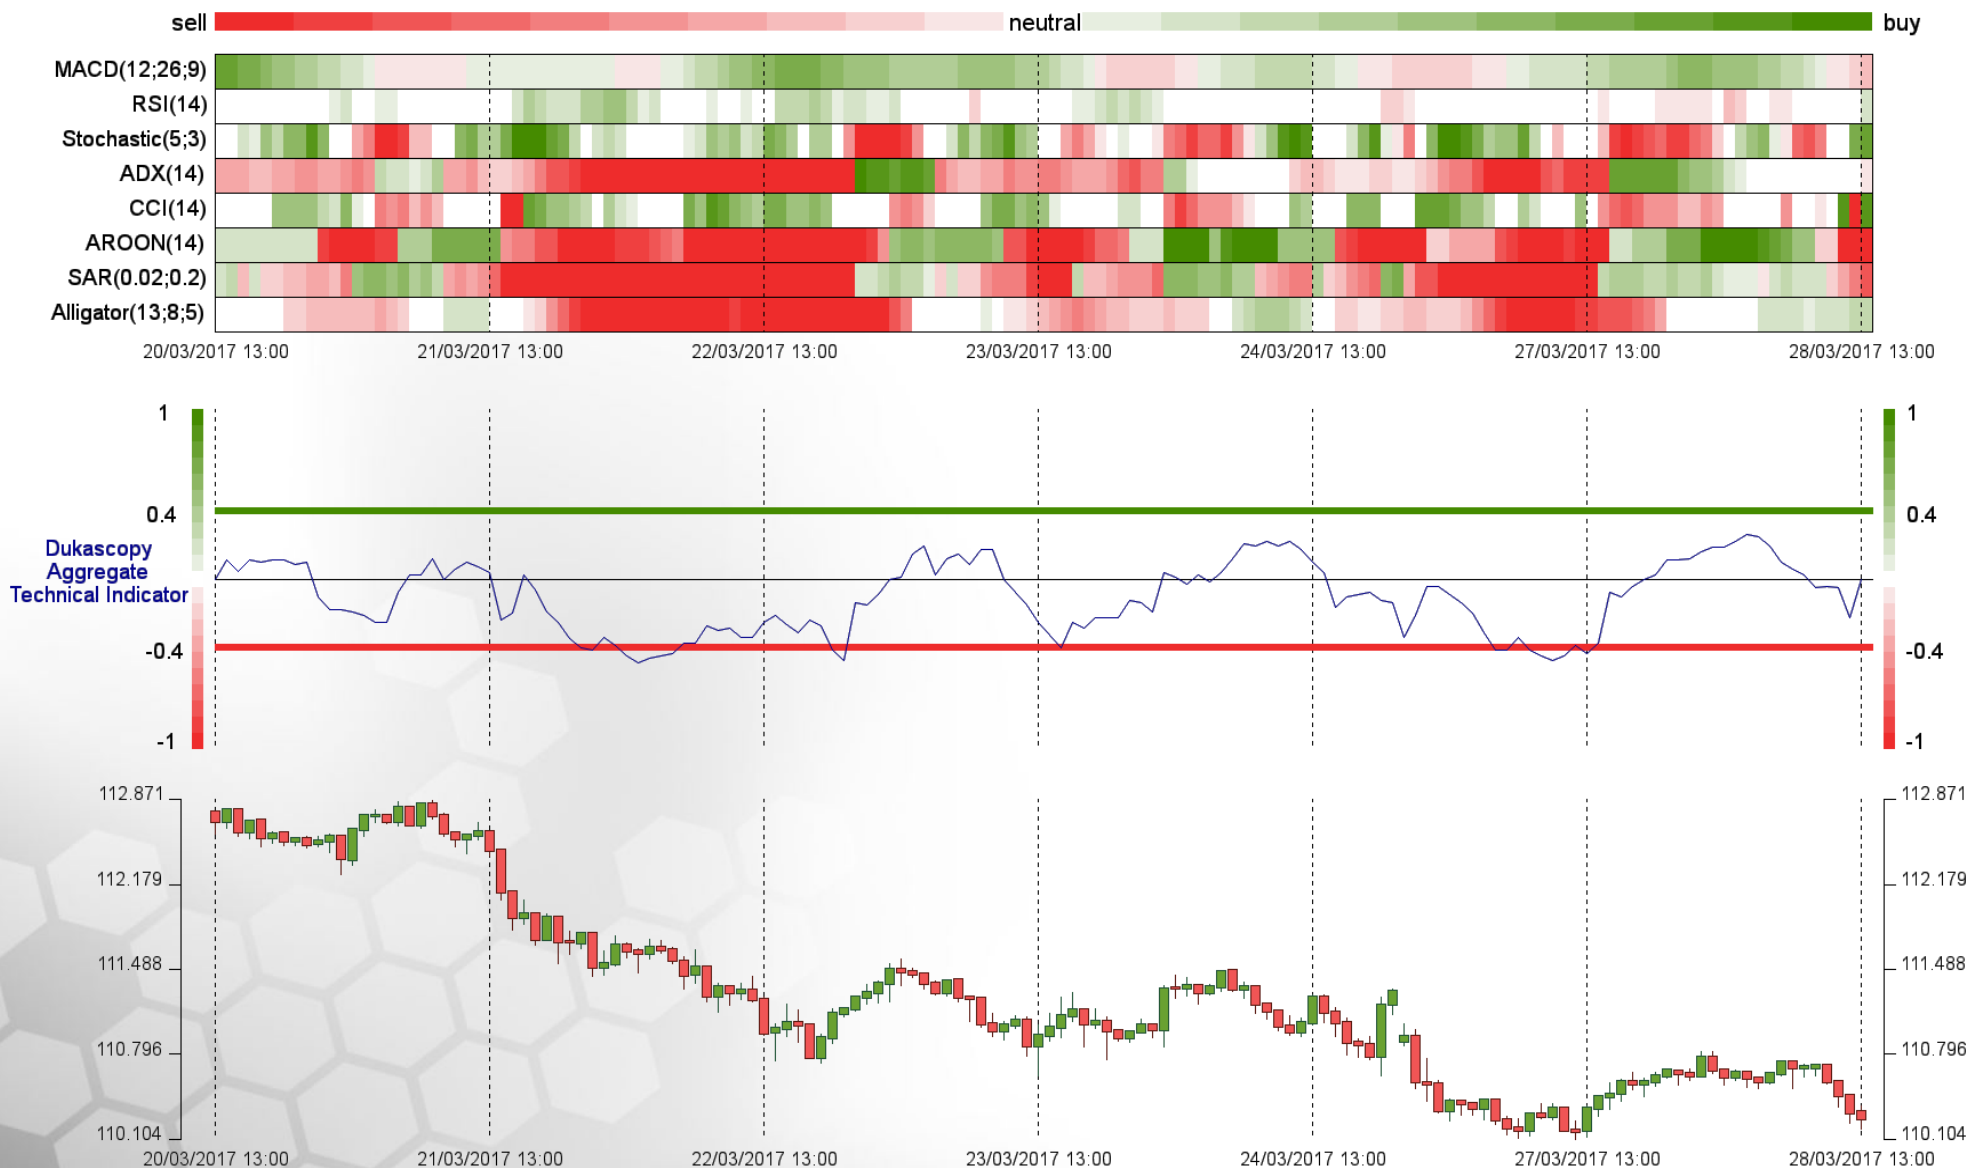 sell neutral buy
MACD(12;26;9)
RSI(14)
Stochastic(5;3)
ADX(14)
CCI(14)
AROON(14)
SAR(0.02;0.2)
Alligator(13;8;5)
20/03/2017 13:00 21/03/2017 13:00 22/03/2017 13:00 23/03/2017 13:00 24/03/2017 13:00 27/03/2017 13:00 28/03/2017 13:00
1 1
0.4 0.4
Dukascopy
Aggregate
Technical Indicator
-0.4 -0.4
-1 -1
112.871 112.871
112.179 112.179
111.488 111.488
110.796 110.796
110.104 110.104
20/03/2017 13:00 21/03/2017 13:00 22/03/2017 13:00 23/03/2017 13:00 24/03/2017 13:00 27/03/2017 13:00 28/03/2017 13:00